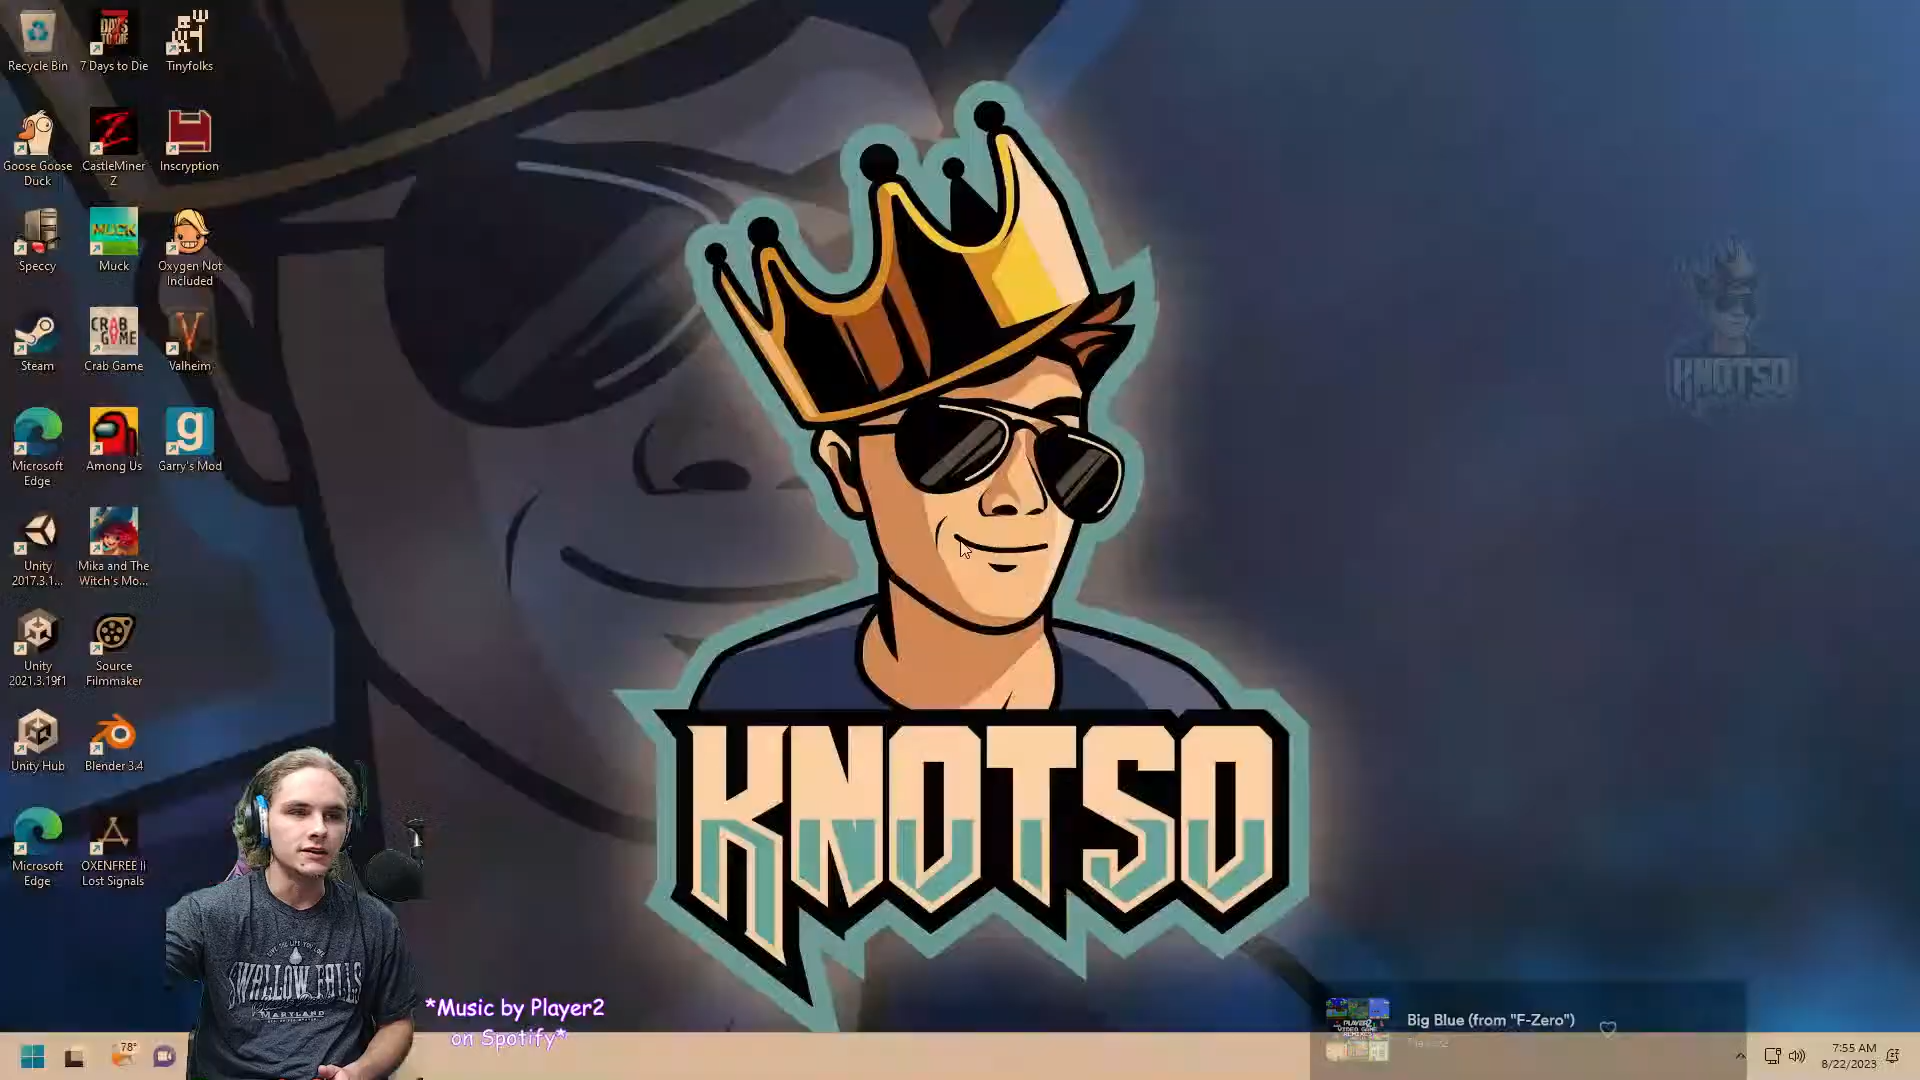 Recycle Bin
7 Days to Die
Tinyfolks
Goose Goose
Duck
CastleMiner
Z
Inscryption
Speccy
MUCK
Muck
Oxygen Not
Included
Steam
CRAB
GAME
Crab Game
Valheim
Microsoft
Edge
Among Us
g
Garry's Mod
Unity
2017.3.1...
Mika and The
Witch's Mo...
Unity
2021.3.19f1
Source
Filmmaker
Unity Hub
Blender 3.4
Microsoft
Edge
OXENFREE II
Lost Signals
KNOTSO
KNOTSO
SWALLOW FALLS
MARYLAND
*Music by Player2
on Spotify*
Big Blue (from "F-Zero")
78°
7:55 AM
8/22/2023